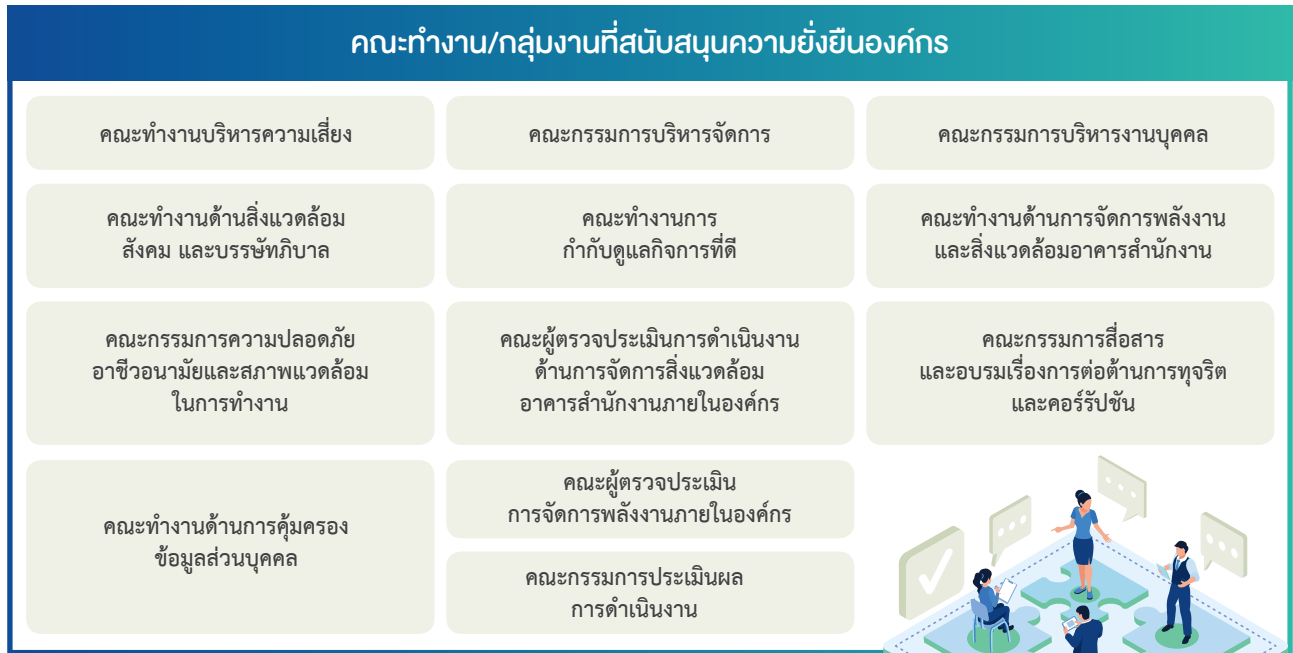 คณะทำงาน/กลุ่มงานที่สนับสนุนความยั่งยืนองค์กร
คณะทำงานบริหารความเสี่ยง
คณะกรรมการบริหารจัดการ
คณะกรรมการบริหารงานบุคคล
คณะทำงานด้านสิ่งแวดล้อม
สังคม และบรรษัทภิบาล
คณะทำงานการ
กำกับดูแลกิจการที่ดี
คณะทำงานด้านการจัดการพลังงาน
และสิ่งแวดล้อมอาคารสำนักงาน
คณะกรรมการความปลอดภัย
อาชีวอนามัยและสภาพแวดล้อม
ในการทำงาน
คณะผู้ตรวจประเมินการดำเนินงาน
ด้านการจัดการสิ่งแวดล้อม
อาคารสำนักงานภายในองค์กร
คณะกรรมการสื่อสาร
และอบรมเรื่องการต่อต้านการทุจริต
และคอร์รัปชัน
คณะทำงานด้านการคุ้มครอง
ข้อมูลส่วนบุคคล
คณะผู้ตรวจประเมิน
การจัดการพลังงานภายในองค์กร
คณะกรรมการประเมินผล
การดำเนินงาน